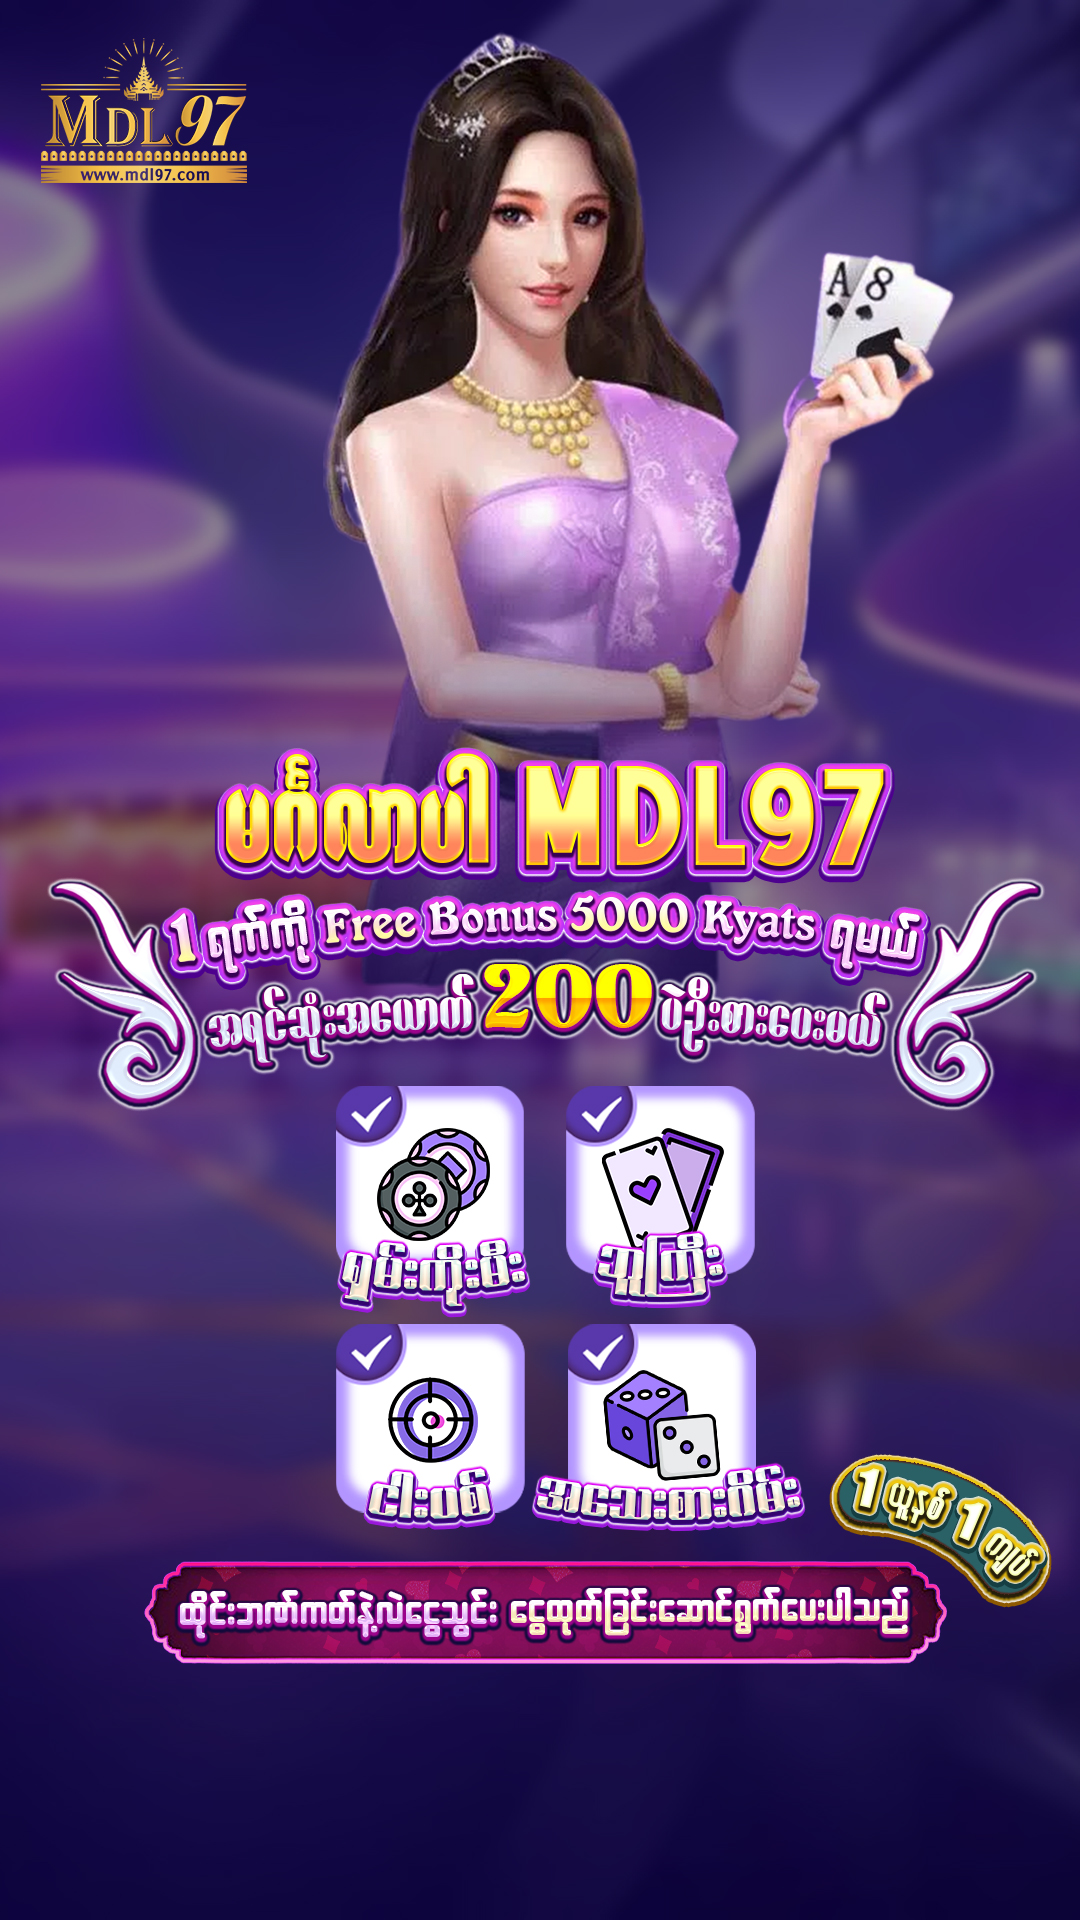 MDL97
www.mdl97.com
A 8
မင်္ဂလာပါ MDL97
1 ရက်ကို Free Bonus 5000 Kyats ရမယ်
အရင်ဆုံးအယောက် 200 ပဲဦးစားပေးမယ်
ရှမ်းကိုးမီး
ဘူကြီး
ငါးပစ်
အသေးစားဂိမ်း
1 ယူနစ် 1 ကျပ်
ထိုင်းဘဏ်ကတ်နဲ့လဲငွေသွင်း ငွေထုတ်ခြင်းဆောင်ရွက်ပေးပါသည်